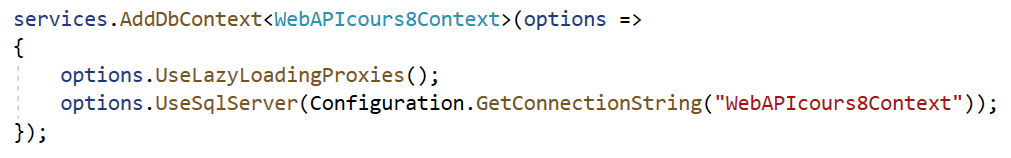 services.AddDbContext<WebAPIcours8Context>(options =>
{
    options.UseLazyLoadingProxies();
    options.UseSqlServer(Configuration.GetConnectionString("WebAPIcours8Context"));
});